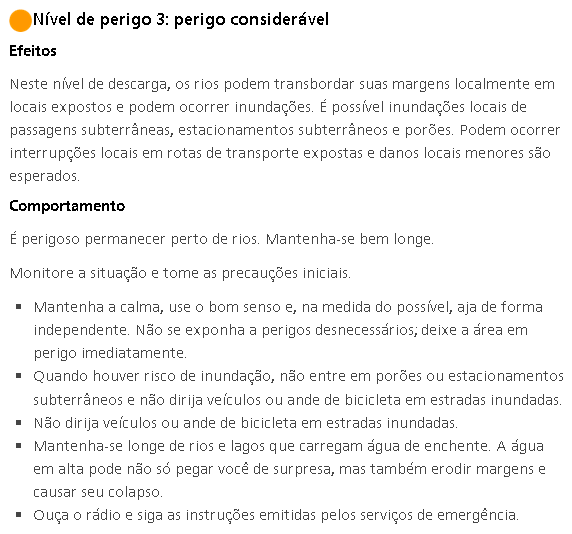 Nível de perigo 3: perigo considerável
Efeitos
Neste nível de descarga, os rios podem transbordar suas margens localmente em
locais expostos e podem ocorrer inundações. É possível inundações locais de
passagens subterrâneas, estacionamentos subterrâneos e porões. Podem ocorrer
interrupções locais em rotas de transporte expostas e danos locais menores são
esperados.
Comportamento
É perigoso permanecer perto de rios. Mantenha-se bem longe.
Monitore a situação e tome as precauções iniciais.
▪ Mantenha a calma, use o bom senso e, na medida do possível, aja de forma
independente. Não se exponha a perigos desnecessários; deixe a área em
perigo imediatamente.
▪ Quando houver risco de inundação, não entre em porões ou estacionamentos
subterrâneos e não dirija veículos ou ande de bicicleta em estradas inundadas.
▪ Não dirija veículos ou ande de bicicleta em estradas inundadas.
▪ Mantenha-se longe de rios e lagos que carregam água de enchente. A água
em alta pode não só pegar você de surpresa, mas também erodir margens e
causar seu colapso.
▪ Ouça o rádio e siga as instruções emitidas pelos serviços de emergência.